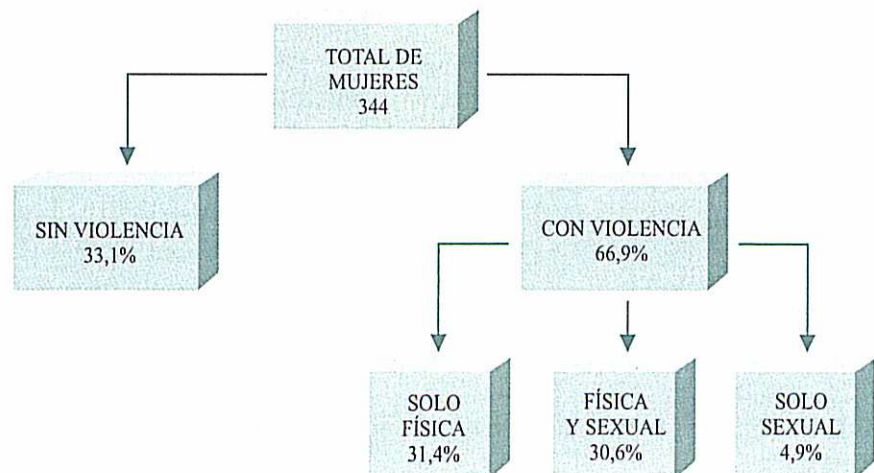 TOTAL DE
MUJERES
344
SIN VIOLENCIA
33,1%
CON VIOLENCIA
66,9%
SOLO
FÍSICA
31,4%
FÍSICA
Y SEXUAL
30,6%
SOLO
SEXUAL
4,9%